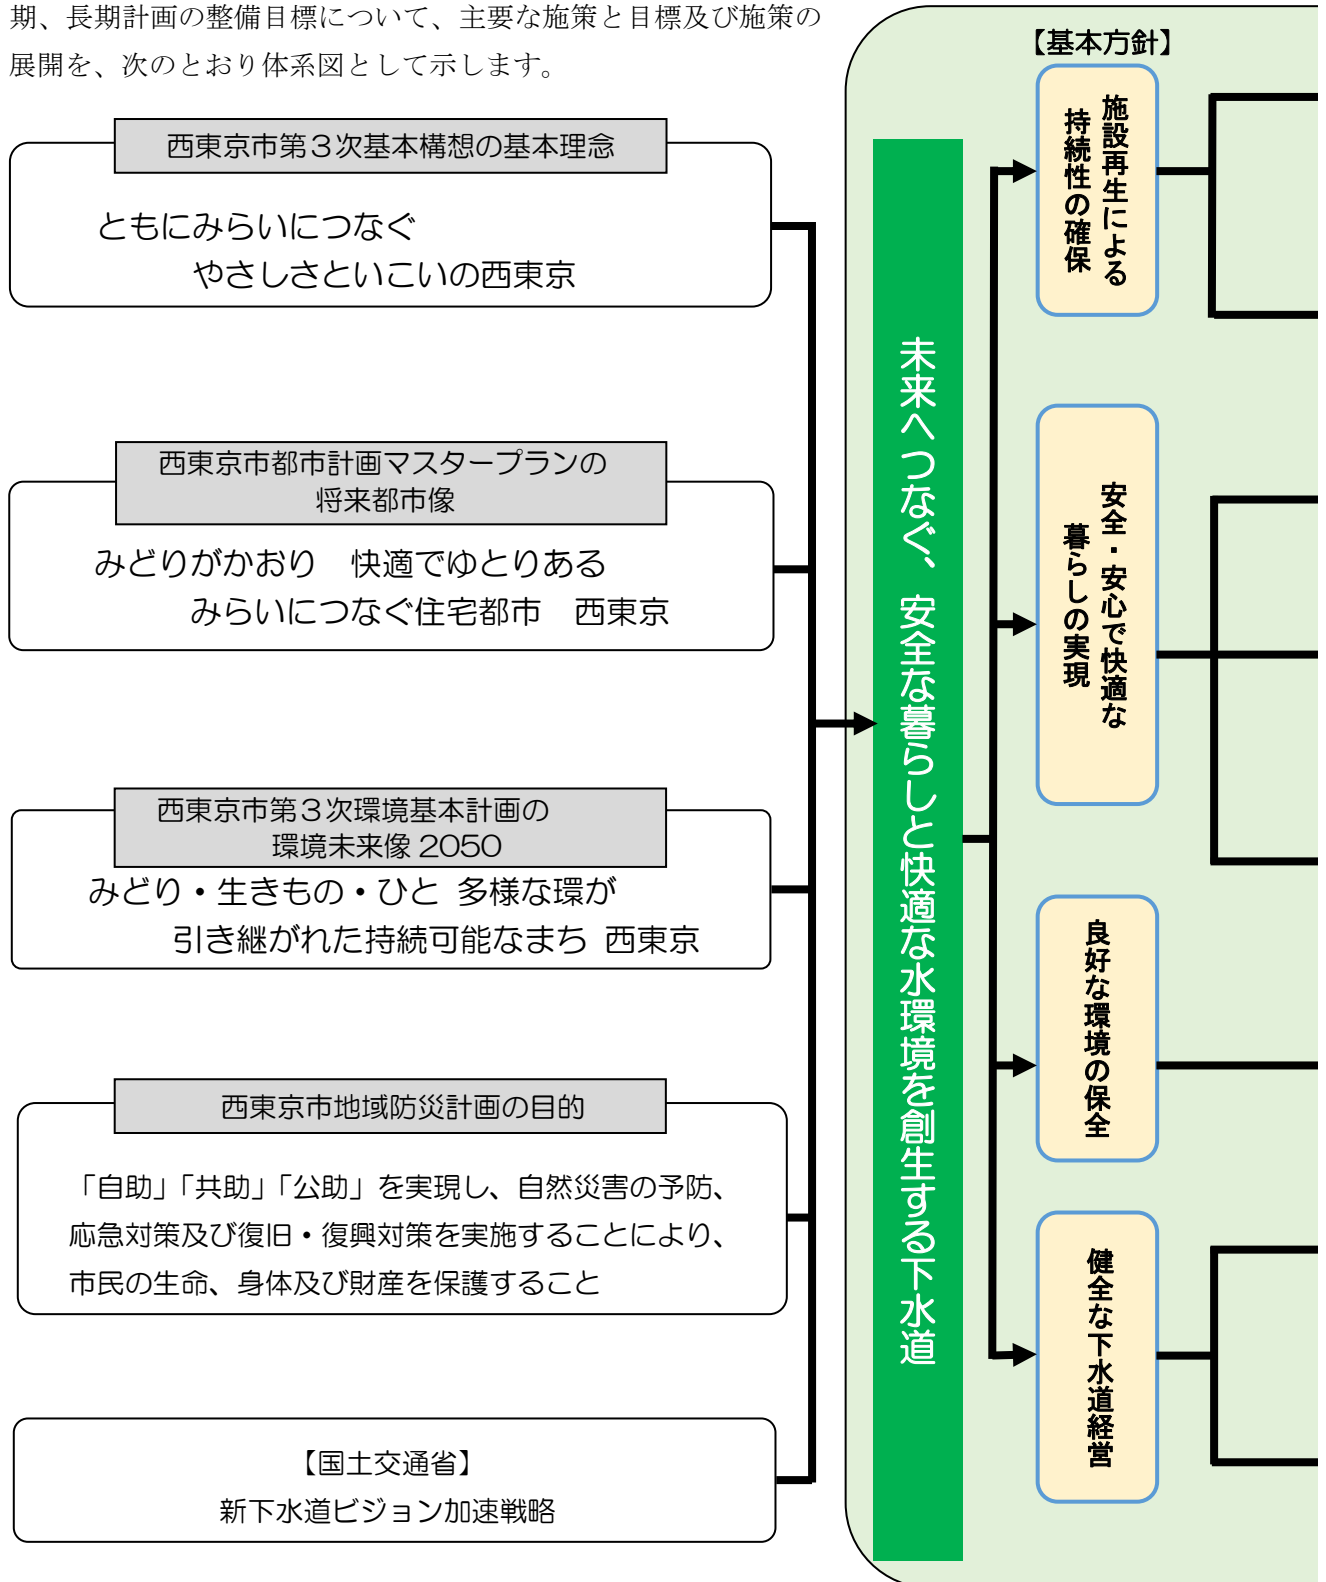 期、長期計画の整備目標について、主要な施策と目標及び施策の
展開を、次のとおり体系図として示します。
西東京市第３次基本構想の基本理念
ともにみらいにつなぐ
やさしさといこいの西東京
西東京市都市計画マスタープランの
将来都市像
みどりがかおり　快適でゆとりある
みらいにつなぐ住宅都市　西東京
西東京市第３次環境基本計画の
環境未来像 2050
みどり・生きもの・ひと 多様な環が
引き継がれた持続可能なまち 西東京
西東京市地域防災計画の目的
「自助」「共助」「公助」を実現し、自然災害の予防、
応急対策及び復旧・復興対策を実施することにより、
市民の生命、身体及び財産を保護すること
【国土交通省】
新下水道ビジョン加速戦略
未来へつなぐ、安全な暮らしと快適な水環境を創生する下水道
【基本方針】
施設再生による
持続性の確保
安全・安心で快適な
暮らしの実現
良好な環境の保全
健全な下水道経営